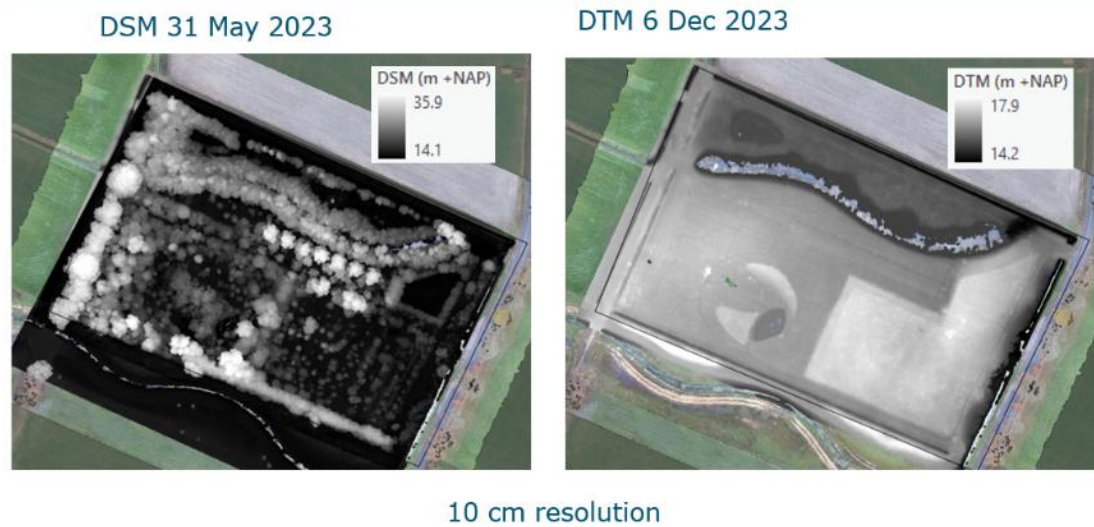 DSM 31 May 2023
DTM 6 Dec 2023
DSM (m +NAP)
35.9
14.1
DTM (m +NAP)
17.9
14.2
10 cm resolution